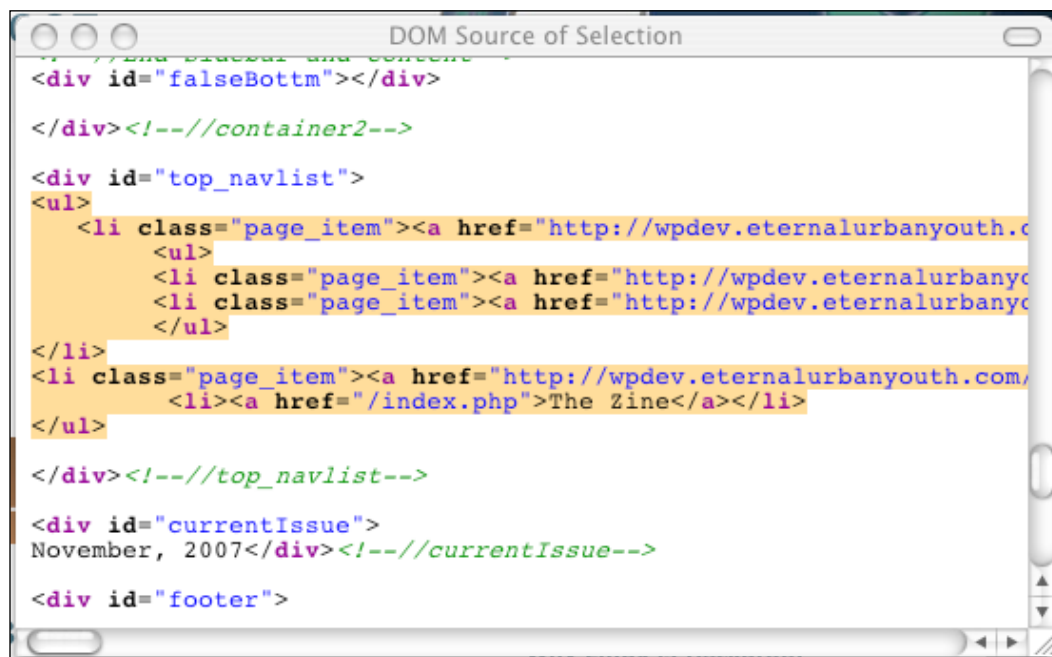 DOM Source of Selection
<div id="falseBottm"></div>
</div><!--//container2-->
<div id="top_navlist">
<ul>
<li class="page_item"><a href="http://wpdev.eternalurbanyouth.c
<ul>
<li class="page_item"><a href="http://wpdev.eternalurbanyo
<li class="page_item"><a href="http://wpdev.eternalurbanyo
</ul>
</li>
<li class="page_item"><a href="http://wpdev.eternalurbanyouth.com/
<li><a href="/index.php">The Zine</a></li>
</ul>
</div><!--//top_navlist-->
<div id="currentIssue">
November, 2007</div><!--//currentIssue-->
<div id="footer">